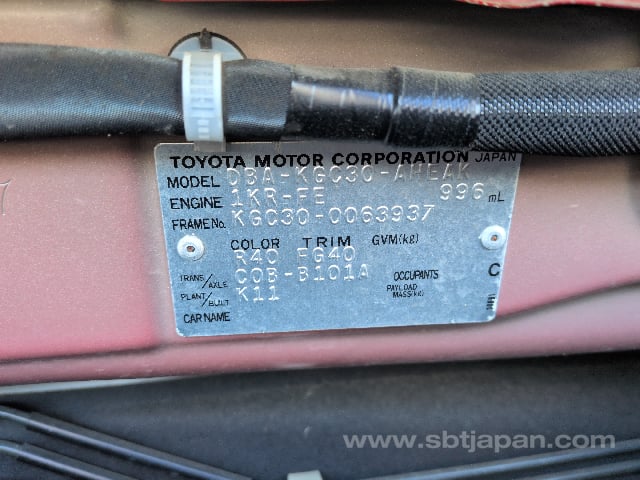 TOYOTA MOTOR CORPORATION JAPAN
MODEL DBA-KGC30-AHEAK
ENGINE 1KR-FE 996 mL
FRAME No. KGC30-0063937
COLOR TRIM GVM(kg)
R40 FG40
TRANS/AXLE C0B-B101A OCCUPANTS C
PLANT/BUILT K11 PAYLOAD MASS(kg)
CAR NAME
www.sbtjapan.com